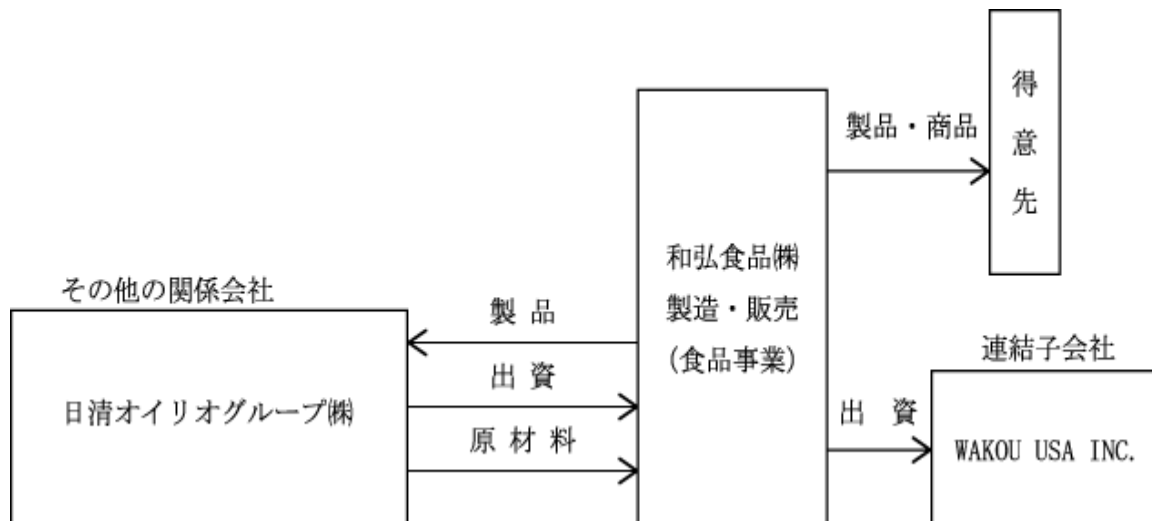 その他の関係会社
日清オイリオグループ㈱
製品
出資
原材料
和弘食品㈱
製造・販売
(食品事業)
製品・商品
得意先
出資
連結子会社
WAKOU USA INC.